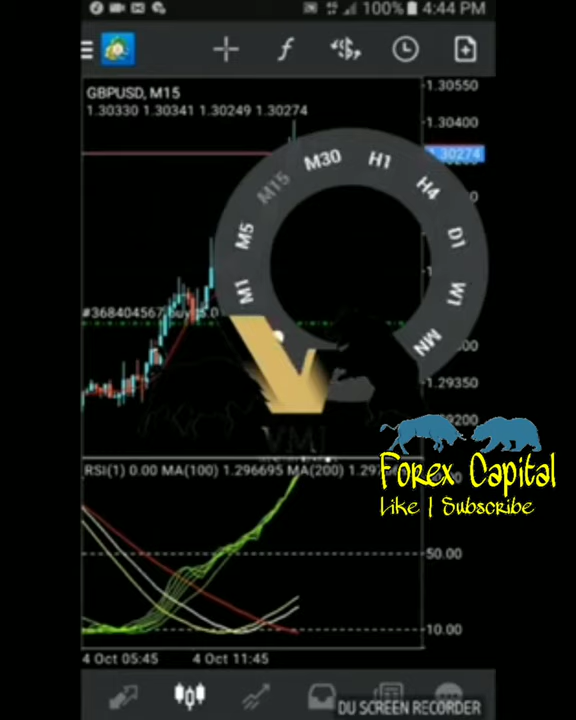 100% 4:44 PM
GBPUSD, M15
1.30330 1.30341 1.30249 1.30274
1.30550
1.30400
1.30274
M1
M5
M15
M30
H1
H4
D1
W1
MN
#368404567 buy
1.29350
VMI
Forex Capital
Like | Subscribe
RSI(1) 0.00 MA(100) 1.296695 MA(200)
50.00
10.00
4 Oct 05:45 4 Oct 11:45
DU SCREEN RECORDER